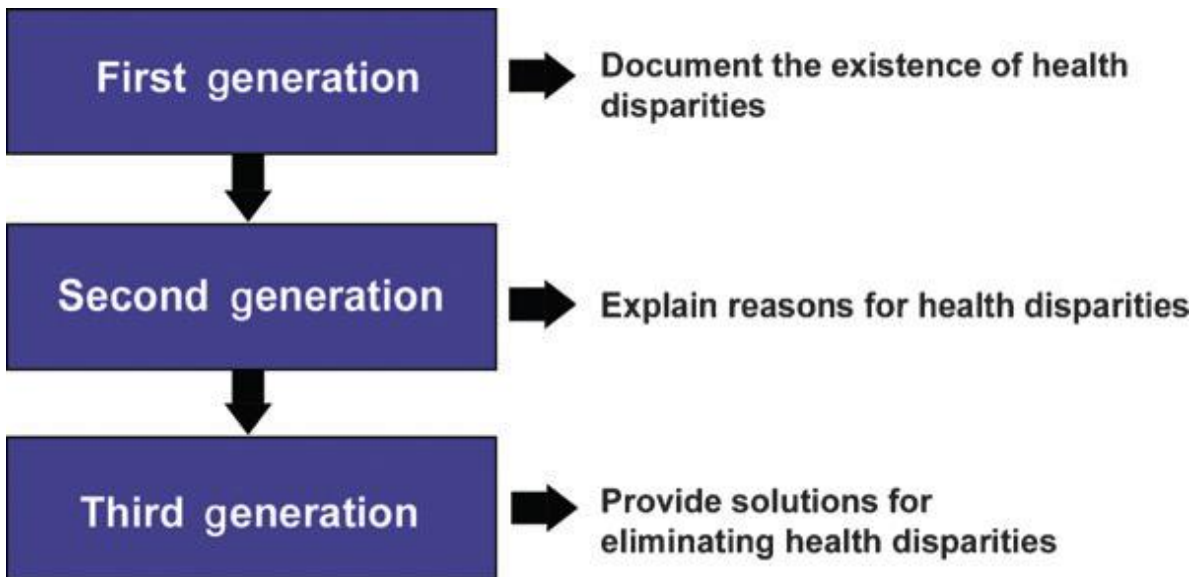 First generation
Document the existence of health
disparities
Second generation
Explain reasons for health disparities
Third generation
Provide solutions for
eliminating health disparities